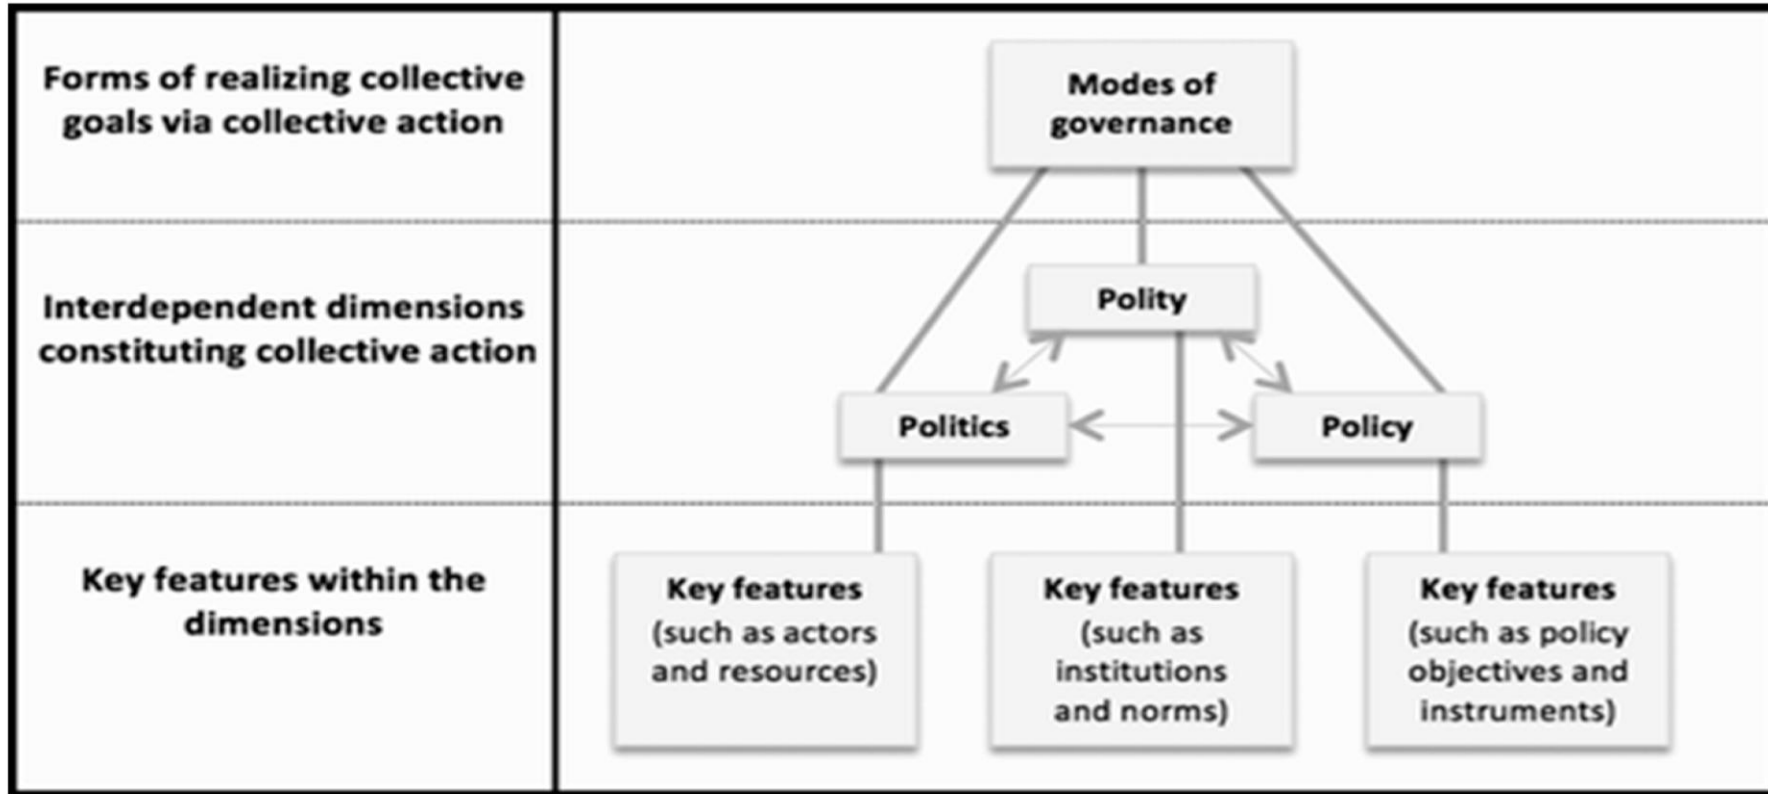 Forms of realizing collective
goals via collective action
Modes of
governance
Interdependent dimensions
constituting collective action
Polity
Politics
Policy
Key features within the
dimensions
Key features
(such as actors
and resources)
Key features
(such as
institutions
and norms)
Key features
(such as policy
objectives and
instruments)